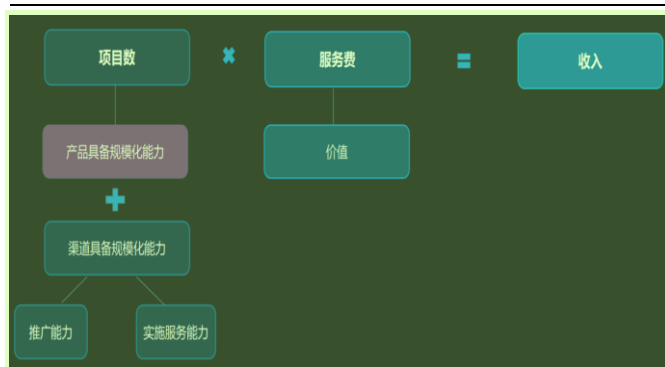 项目数
服务费
收入
产品具备规模化能力
价值
渠道具备规模化能力
推广能力
实施服务能力